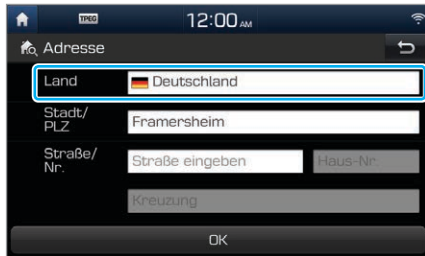 TPEG 12:00 AM
Adresse
Land Deutschland
Stadt/
PLZ Framersheim
Straße/
Nr. Straße eingeben Haus-Nr.
Kreuzung
OK